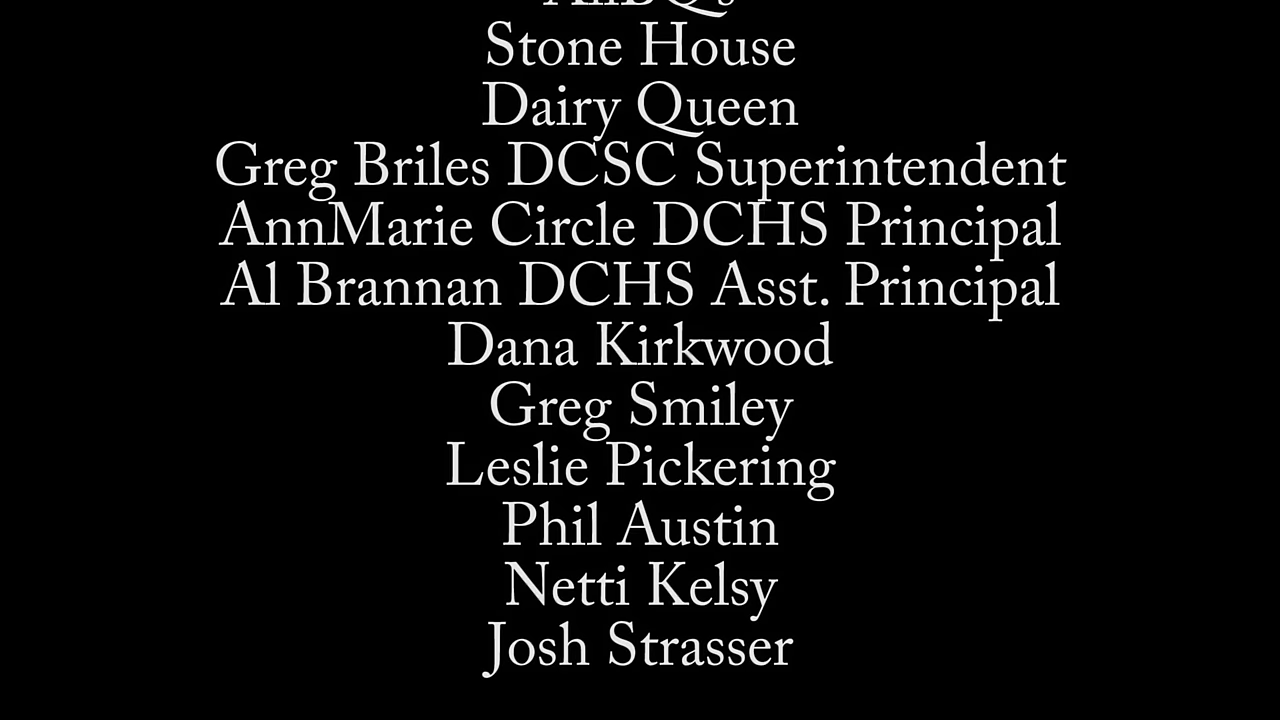 Stone House
Dairy Queen
Greg Briles DCSC Superintendent
AnnMarie Circle DCHS Principal
Al Brannan DCHS Asst. Principal
Dana Kirkwood
Greg Smiley
Leslie Pickering
Phil Austin
Netti Kelsy
Josh Strasser